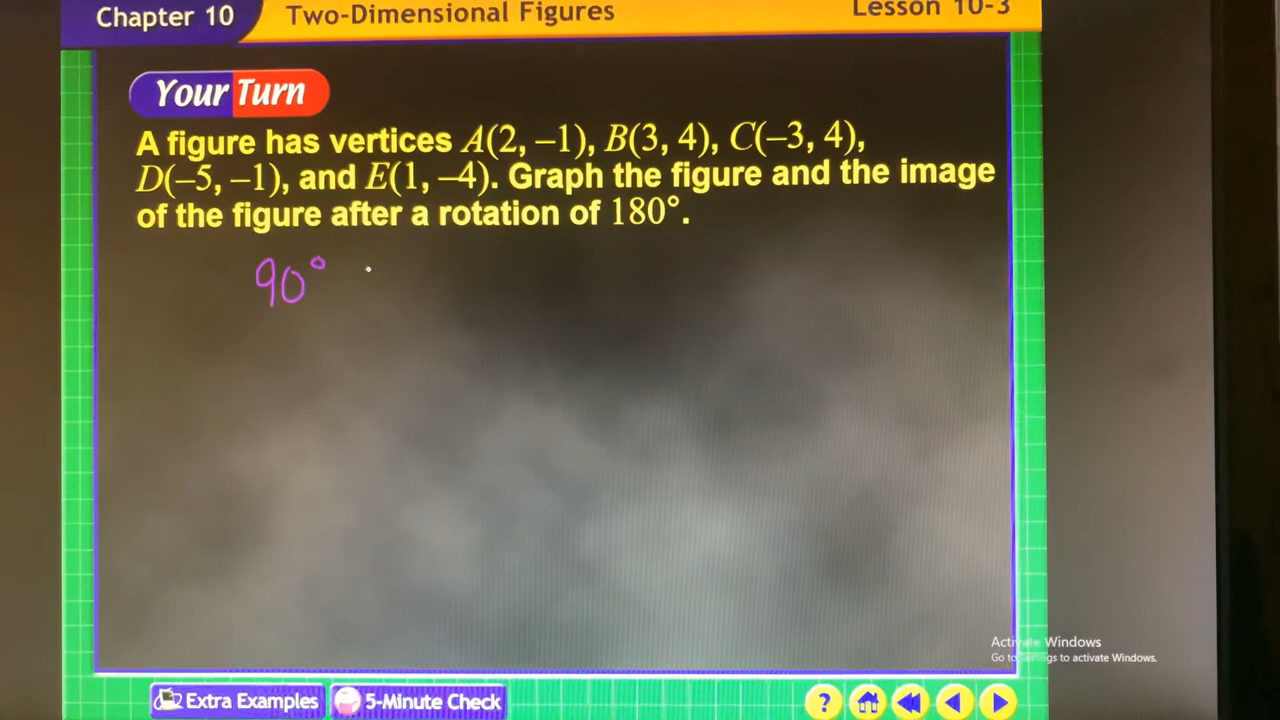 Chapter 10
Two-Dimensional Figures
Lesson 10-3
Your Turn
A figure has vertices A(2, –1), B(3, 4), C(–3, 4),
D(–5, –1), and E(1, –4). Graph the figure and the image
of the figure after a rotation of 180°.
90°
Activate Windows
Go to Settings to activate Windows.
Extra Examples
5-Minute Check
?